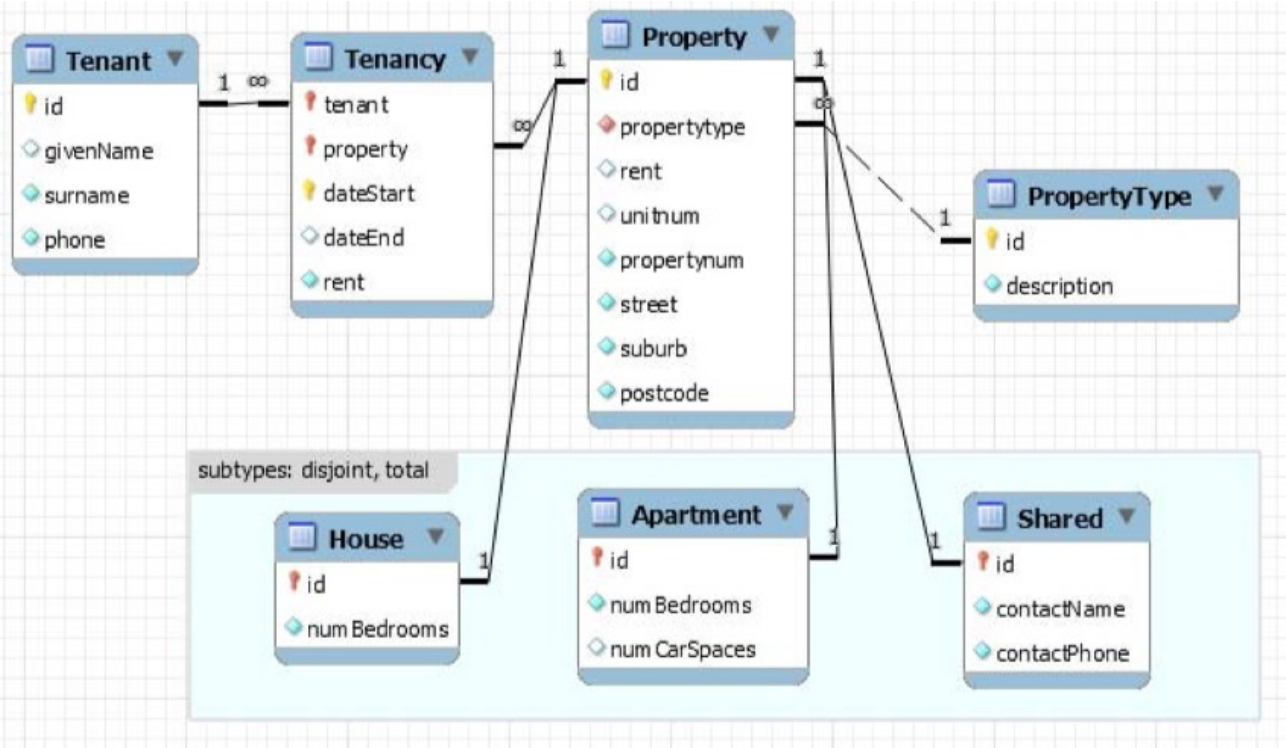 Tenant
id
givenName
surname
phone
1 ∞
Tenancy
tenant
property
dateStart
dateEnd
rent
∞
1
Property
id
propertytype
rent
unitnum
propertynum
street
suburb
postcode
1
∞
1
PropertyType
id
description
subtypes: disjoint, total
House
id
numBedrooms
1
Apartment
id
numBedrooms
numCarSpaces
1
1
Shared
id
contactName
contactPhone